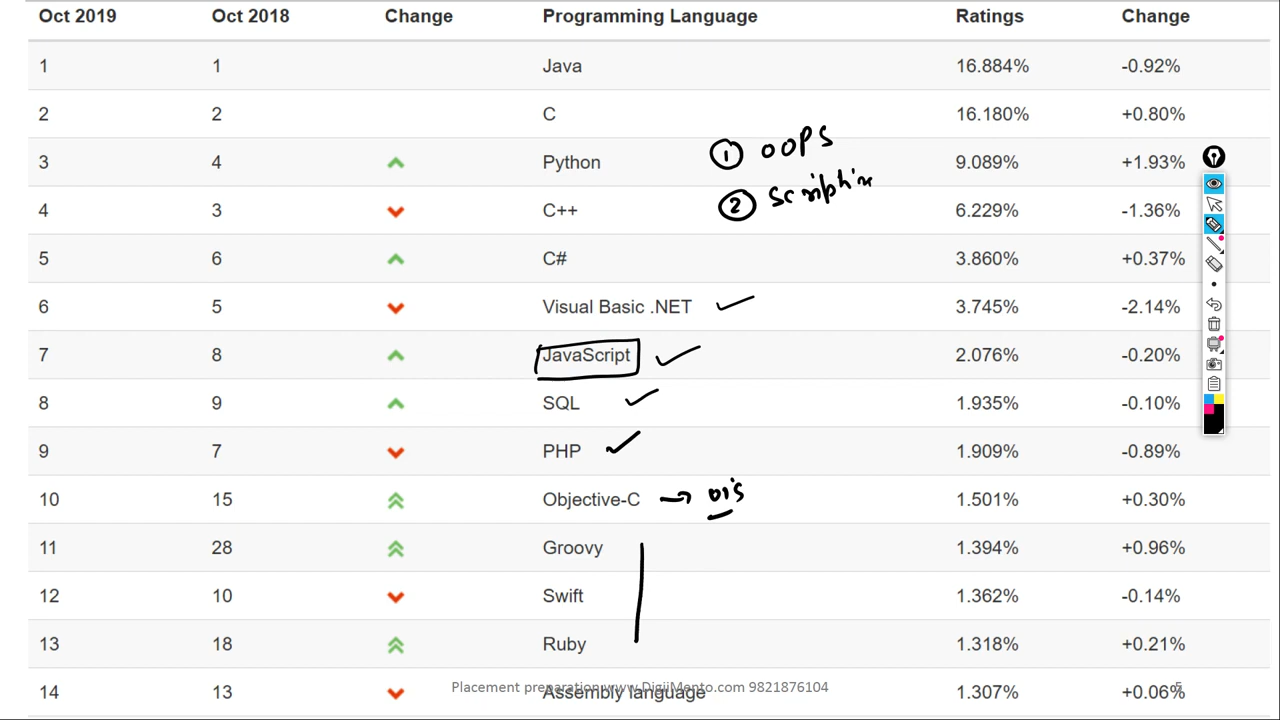 Oct 2019 Oct 2018 Change Programming Language Ratings Change
1 1 Java 16.884% -0.92%
2 2 C 16.180% +0.80%
① OOPS
3 4 Python 9.089% +1.93%
② Scripting
4 3 C++ 6.229% -1.36%
5 6 C# 3.860% +0.37%
6 5 Visual Basic .NET 3.745% -2.14%
7 8 JavaScript 2.076% -0.20%
8 9 SQL 1.935% -0.10%
9 7 PHP 1.909% -0.89%
10 15 Objective-C 1.501% +0.30%
11 28 Groovy 1.394% +0.96%
12 10 Swift 1.362% -0.14%
13 18 Ruby 1.318% +0.21%
14 13 Assembly language 1.307% +0.06%
Placement preparation www.DigiiMento.com 9821876104 5